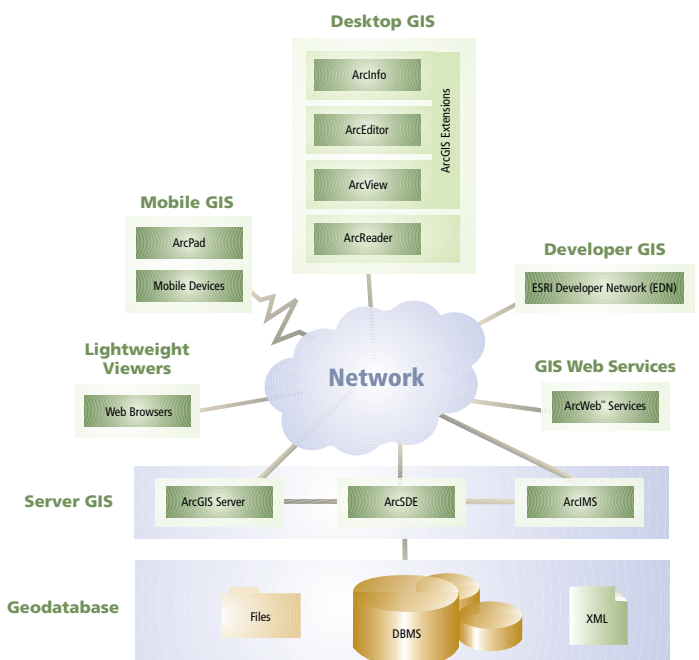 Desktop GIS
ArcInfo
ArcEditor
ArcView
ArcReader
ArcGIS Extensions
Mobile GIS
ArcPad
Mobile Devices
Developer GIS
ESRI Developer Network (EDN)
Lightweight
Viewers
Web Browsers
Network
GIS Web Services
ArcWeb™ Services
Server GIS
ArcGIS Server
ArcSDE
ArcIMS
Geodatabase
Files
DBMS
XML